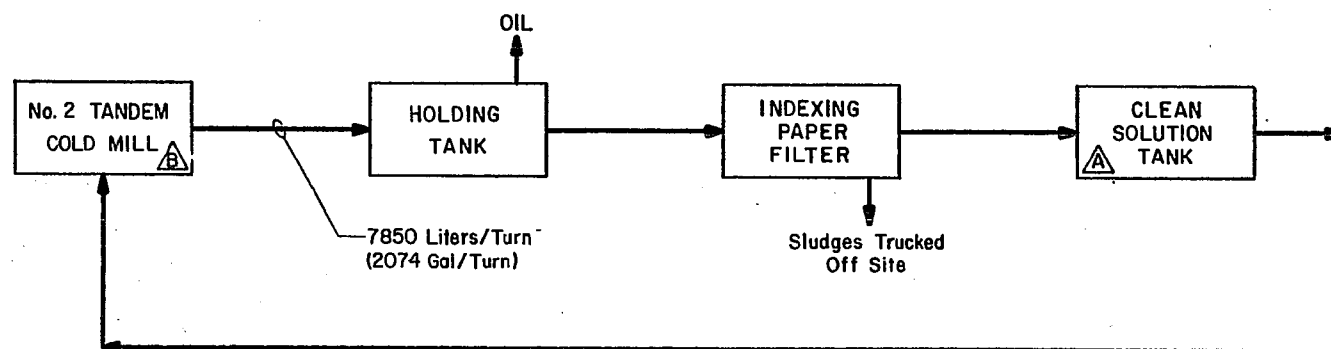 OIL
No. 2 TANDEM
COLD MILL
B
HOLDING
TANK
INDEXING
PAPER
FILTER
CLEAN
SOLUTION
TANK
A
7850 Liters/Turn
(2074 Gal/Turn)
Sludges Trucked
Off Site